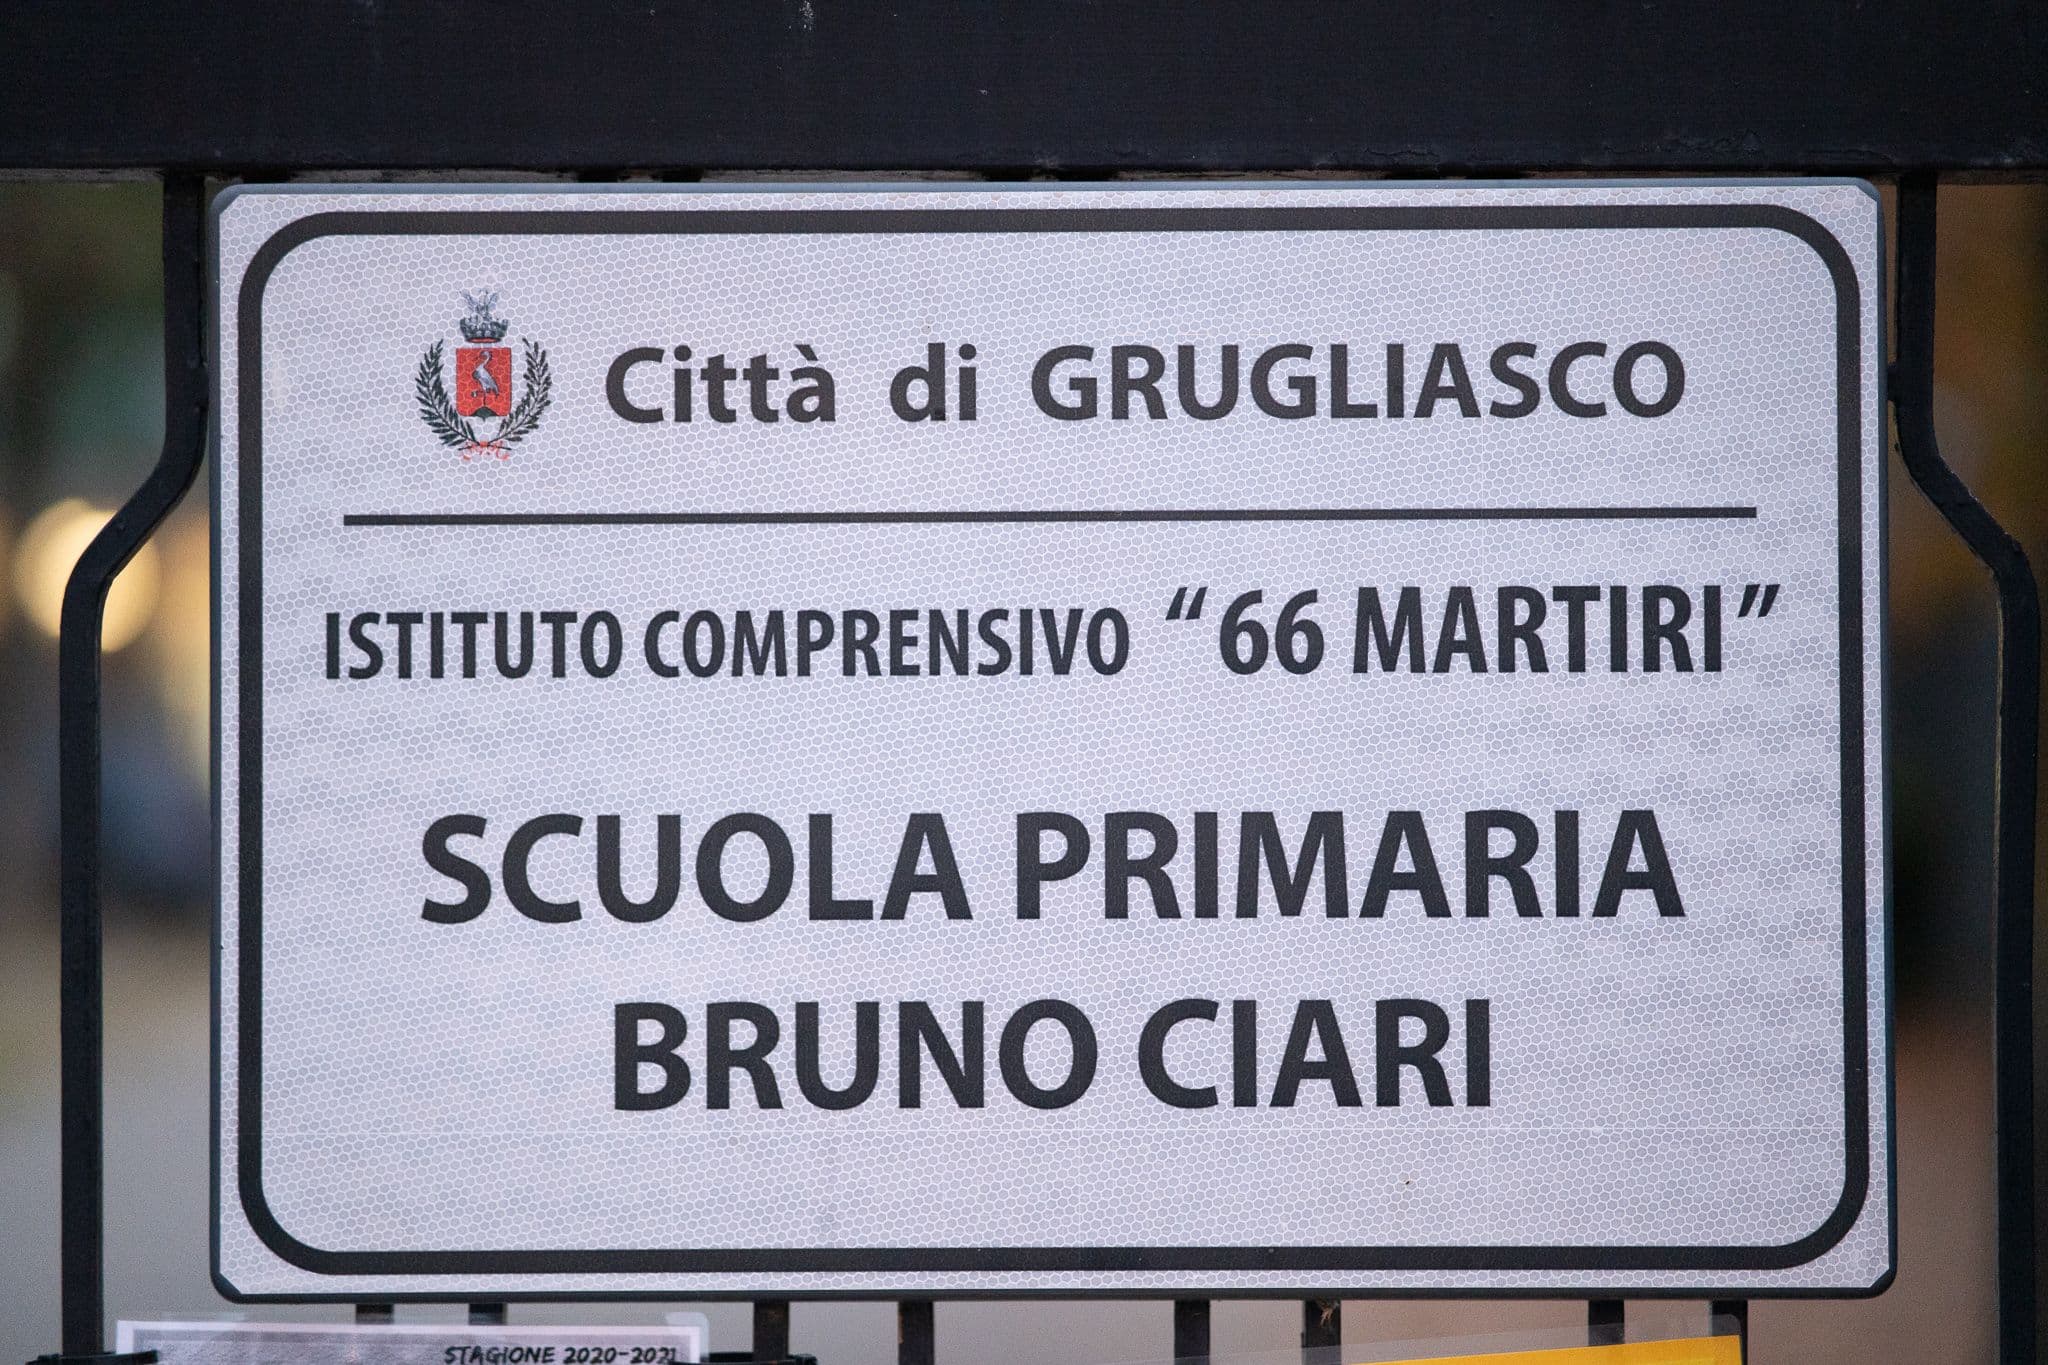 Città di GRUGLIASCO
ISTITUTO COMPRENSIVO “66 MARTIRI”
SCUOLA PRIMARIA
BRUNO CIARI
STAGIONE 2020-2021